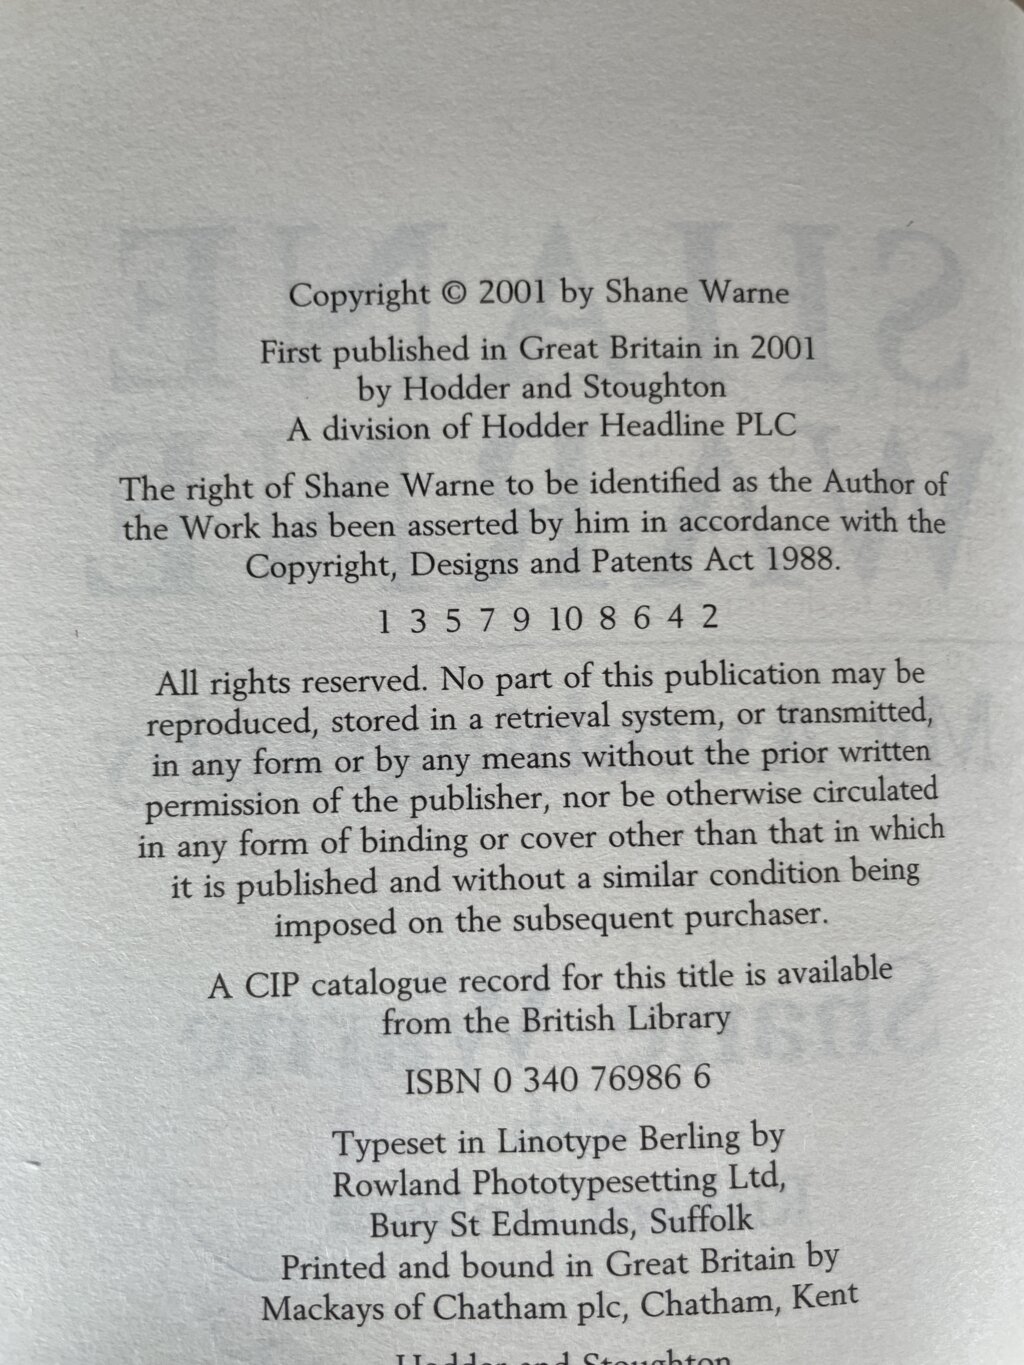 Copyright © 2001 by Shane Warne
First published in Great Britain in 2001
by Hodder and Stoughton
A division of Hodder Headline PLC
The right of Shane Warne to be identified as the Author of
the Work has been asserted by him in accordance with the
Copyright, Designs and Patents Act 1988.
1 3 5 7 9 10 8 6 4 2
All rights reserved. No part of this publication may be
reproduced, stored in a retrieval system, or transmitted,
in any form or by any means without the prior written
permission of the publisher, nor be otherwise circulated
in any form of binding or cover other than that in which
it is published and without a similar condition being
imposed on the subsequent purchaser.
A CIP catalogue record for this title is available
from the British Library
ISBN 0 340 76986 6
Typeset in Linotype Berling by
Rowland Phototypesetting Ltd,
Bury St Edmunds, Suffolk
Printed and bound in Great Britain by
Mackays of Chatham plc, Chatham, Kent
Hodder and Stoughton